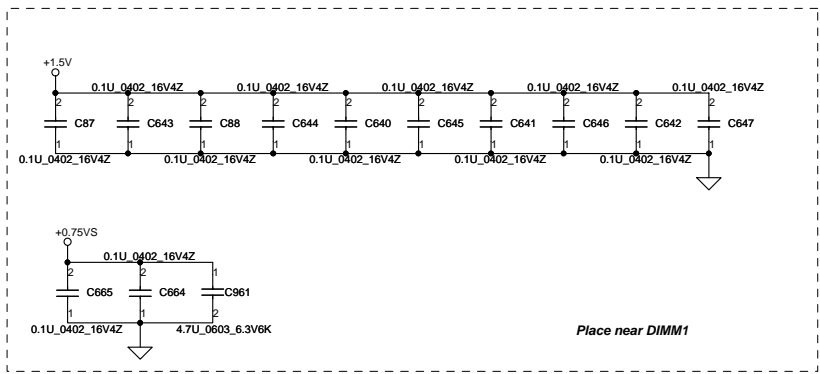 +1.5V
0.1U_0402_16V4Z 0.1U_0402_16V4Z 0.1U_0402_16V4Z 0.1U_0402_16V4Z 0.1U_0402_16V4Z
2 2 2 2 2 2 2 2 2 2
C87 C643 C88 C644 C640 C645 C641 C646 C642 C647
1 1 1 1 1 1 1 1 1 1
0.1U_0402_16V4Z 0.1U_0402_16V4Z 0.1U_0402_16V4Z 0.1U_0402_16V4Z 0.1U_0402_16V4Z
+0.75VS
0.1U_0402_16V4Z
2 2 1
C665 C664 C961
1 1 2
0.1U_0402_16V4Z 4.7U_0603_6.3V6K
Place near DIMM1